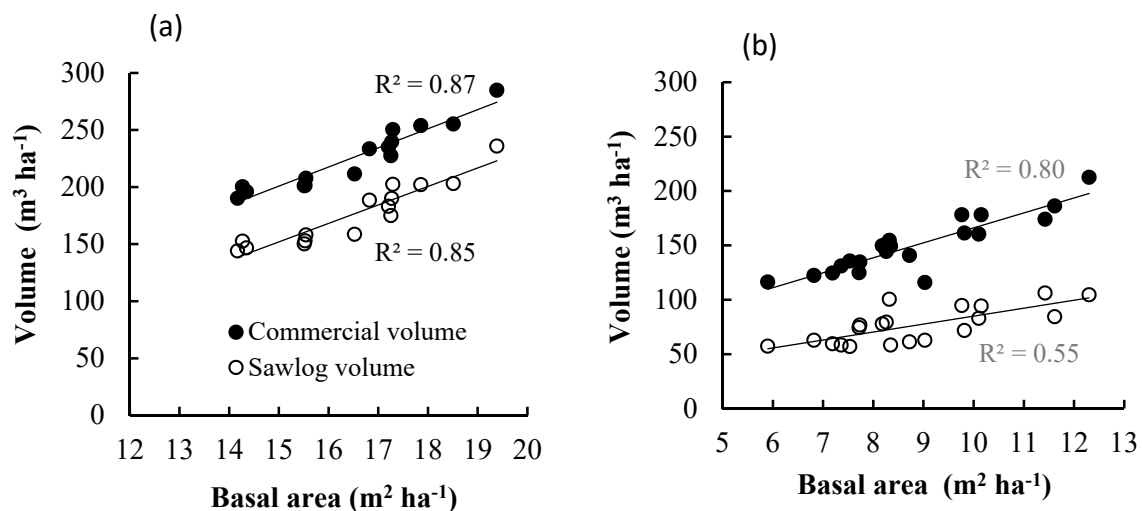 (a)
300
250
200
150
100
50
0
Volume (m³ ha⁻¹)
R² = 0.87
R² = 0.85
Commercial volume
Sawlog volume
12 13 14 15 16 17 18 19 20
Basal area (m² ha⁻¹)
(b)
300
250
200
150
100
50
0
Volume (m³ ha⁻¹)
R² = 0.80
R² = 0.55
5 6 7 8 9 10 11 12 13
Basal area (m² ha⁻¹)